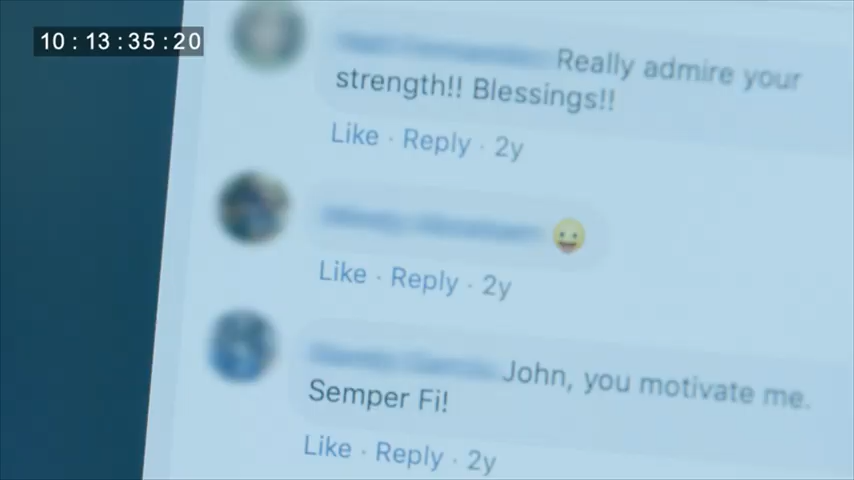 10:13:35:20
Really admire your
strength!! Blessings!!
Like · Reply · 2y
Like · Reply · 2y
John, you motivate me.
Semper Fi!
Like · Reply · 2y